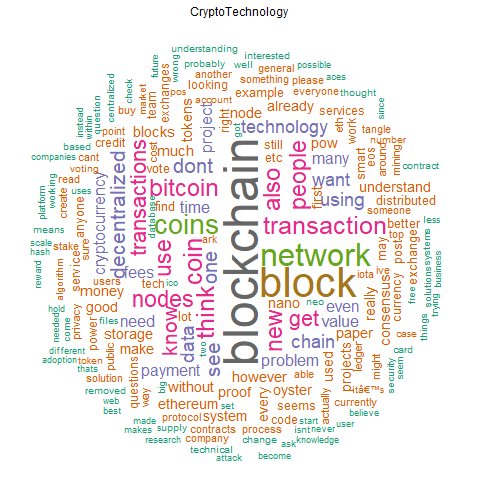 CryptoTechnology
understanding
probably well interested
another general possible
looking something please aces
example everyone thought
wrong
future
market
check
centralized
question
within
instead
buy
team
mpos
exchanges
account
tokens
right
got
node already services since
technology still pow work eth tangle
number
project
point
blocks
credit
much
etc many smart eos around mining contract
based
companies cant
voting
vote
cost
dont people
want understand
first
distributed
transactions
decentralized
cryptocurrency
bitcoin also using someone
working
platform
uses
read
create
anyone
find
database
time
coins transaction better less
means
scale
hash
stake
sure
service
use
ark
coin
blockchain
network
top
may
post
exchange
currency
consensus
systems
solutions
free
things
trying
business
reward
algorithm
privacy
users
fees tech
one
block
iota
ive
money
nodes
ico
think
nano neo even really
hold
needed
come
power
good
files
need
know
lot
data
see
two
new get value
different
adoption
thats
token
public
storage
make
payment
chain paper
problem
used
projects
ledger
might
case
card
security
seem
itâ€™s
solution
removed
web
best
questions
way
big
without
however able
proof oyster
ethereum set every seems
actually
currently
believe
made
makes
protocol system code start never user
supply contracts process isnt
research company change ask knowledge
technical
attack become